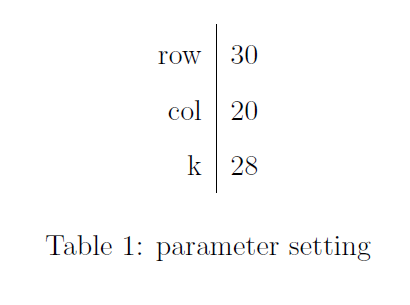 row 30
col 20
k 28
Table 1: parameter setting